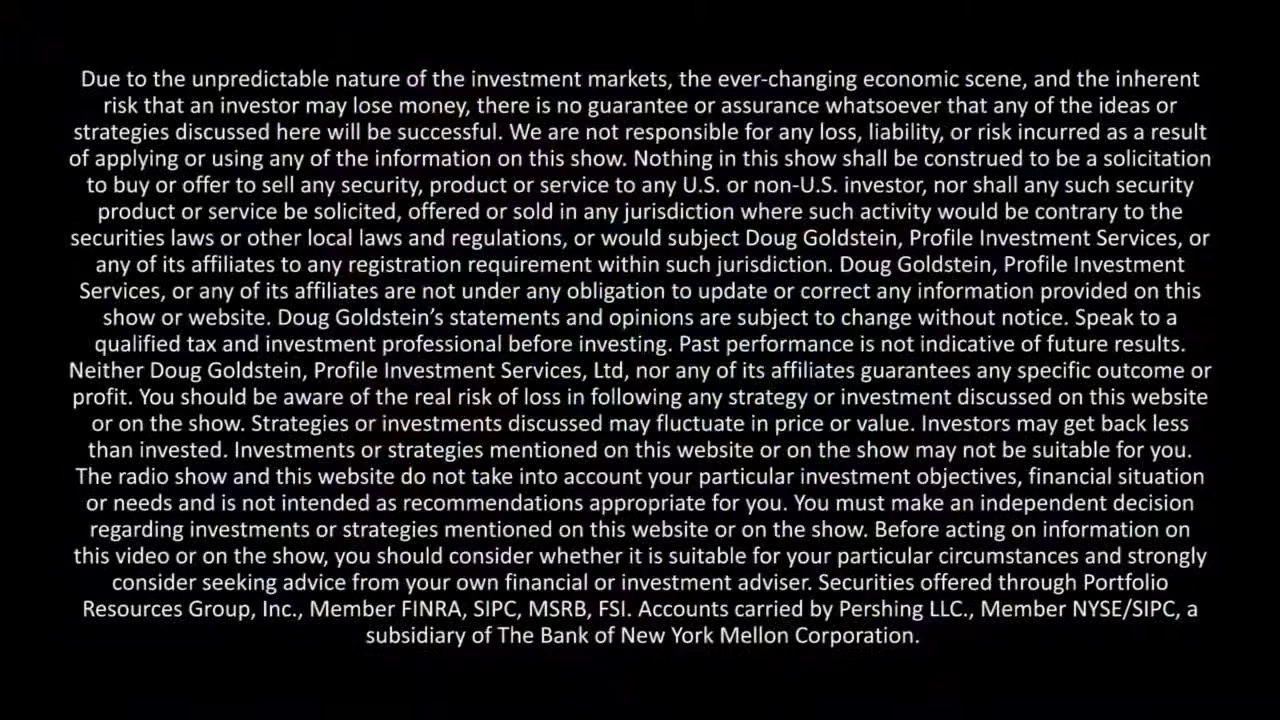 Due to the unpredictable nature of the investment markets, the ever-changing economic scene, and the inherent
risk that an investor may lose money, there is no guarantee or assurance whatsoever that any of the ideas or
strategies discussed here will be successful. We are not responsible for any loss, liability, or risk incurred as a result
of applying or using any of the information on this show. Nothing in this show shall be construed to be a solicitation
to buy or offer to sell any security, product or service to any U.S. or non-U.S. investor, nor shall any such security
product or service be solicited, offered or sold in any jurisdiction where such activity would be contrary to the
securities laws or other local laws and regulations, or would subject Doug Goldstein, Profile Investment Services, or
any of its affiliates to any registration requirement within such jurisdiction. Doug Goldstein, Profile Investment
Services, or any of its affiliates are not under any obligation to update or correct any information provided on this
show or website. Doug Goldstein’s statements and opinions are subject to change without notice. Speak to a
qualified tax and investment professional before investing. Past performance is not indicative of future results.
Neither Doug Goldstein, Profile Investment Services, Ltd, nor any of its affiliates guarantees any specific outcome or
profit. You should be aware of the real risk of loss in following any strategy or investment discussed on this website
or on the show. Strategies or investments discussed may fluctuate in price or value. Investors may get back less
than invested. Investments or strategies mentioned on this website or on the show may not be suitable for you.
The radio show and this website do not take into account your particular investment objectives, financial situation
or needs and is not intended as recommendations appropriate for you. You must make an independent decision
regarding investments or strategies mentioned on this website or on the show. Before acting on information on
this video or on the show, you should consider whether it is suitable for your particular circumstances and strongly
consider seeking advice from your own financial or investment adviser. Securities offered through Portfolio
Resources Group, Inc., Member FINRA, SIPC, MSRB, FSI. Accounts carried by Pershing LLC., Member NYSE/SIPC, a
subsidiary of The Bank of New York Mellon Corporation.